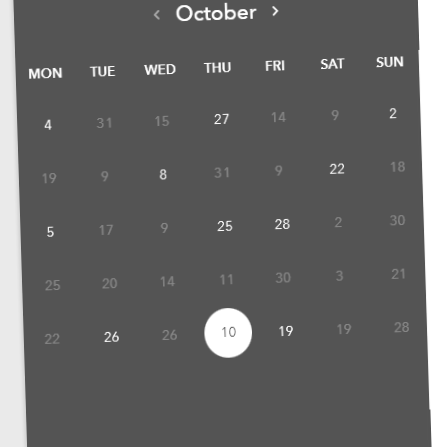 ‹ October ›
MON TUE WED THU FRI SAT SUN
4 31 15 27 14 9 2
19 9 8 31 9 22 18
5 17 9 25 28 2 30
25 20 14 11 30 3 21
22 26 26 10 19 19 28